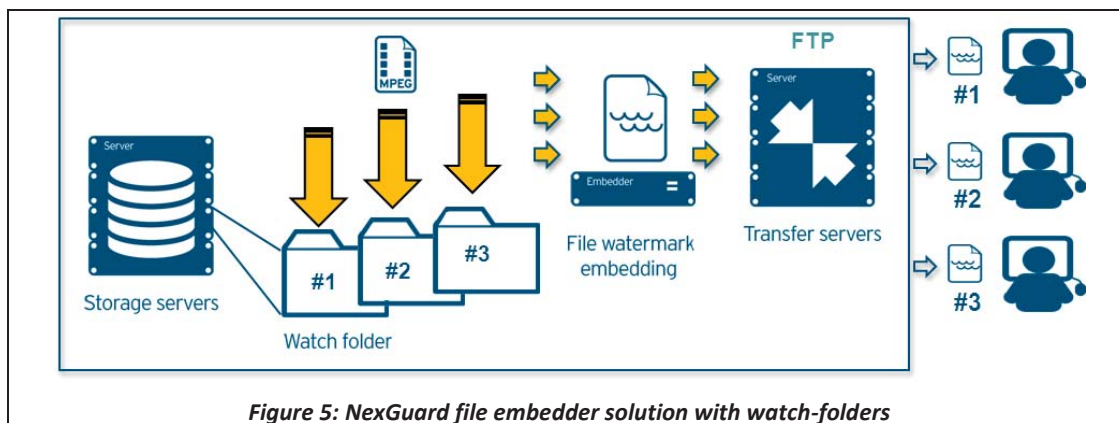 MPEG
FTP
Server
Server
Embedder
#1
#2
#3
#1
#2
#3
Storage servers
Watch folder
File watermark
embedding
Transfer servers
Figure 5: NexGuard file embedder solution with watch-folders